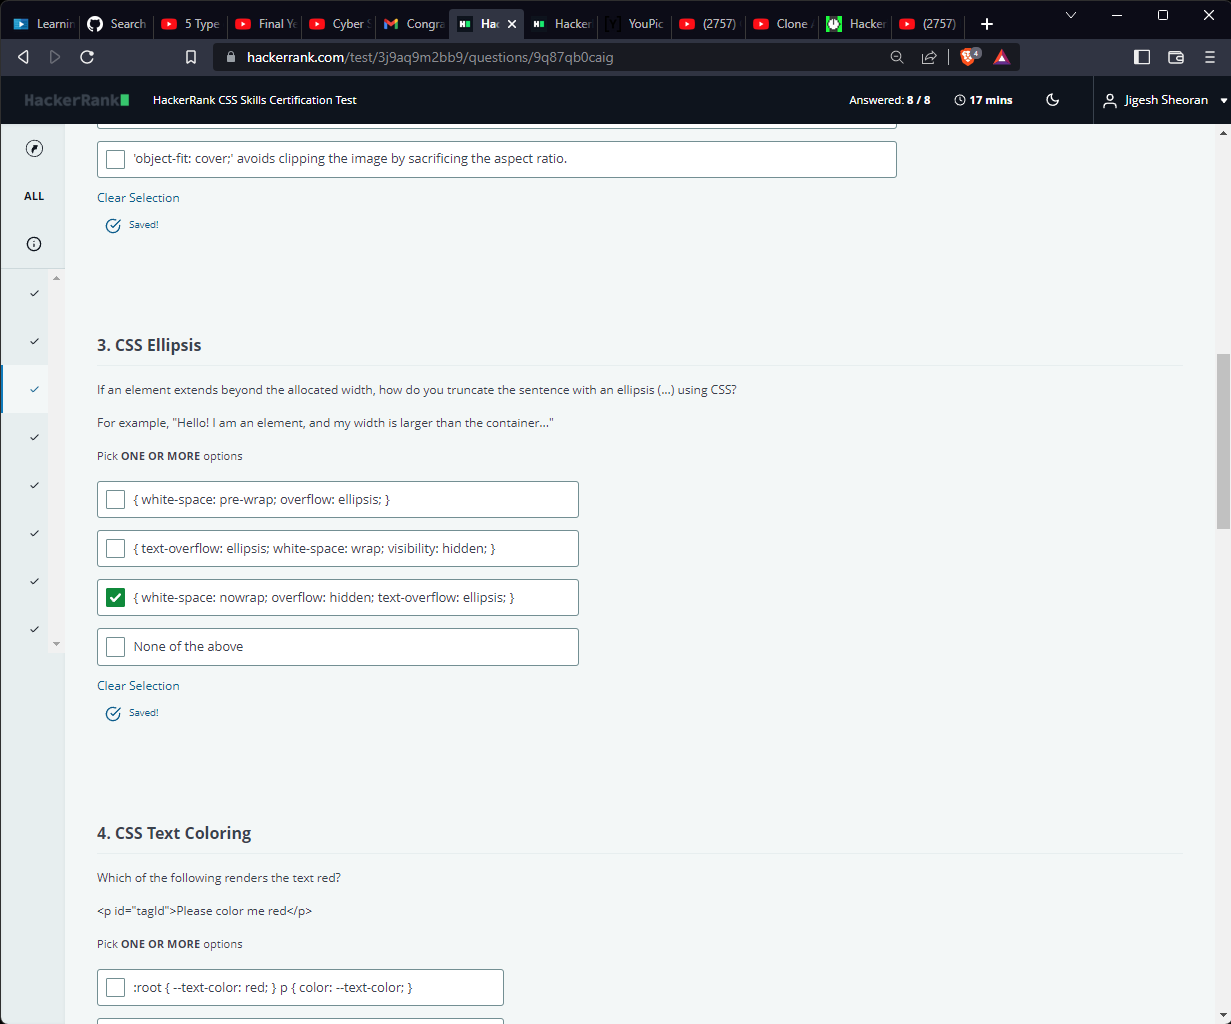 Learnin
Search
5 Type
Final Ye
Cyber S
Congra
Hac
Hacker
YouPic
(2757)
Clone
Hacker
(2757)
hackerrank.com/test/3j9aq9m2bb9/questions/9q87qb0caig
4
HackerRank
HackerRank CSS Skills Certification Test
Answered: 8 / 8
17 mins
Jigesh Sheoran
ALL
'object-fit: cover;' avoids clipping the image by sacrificing the aspect ratio.
Clear Selection
Saved!
3. CSS Ellipsis
If an element extends beyond the allocated width, how do you truncate the sentence with an ellipsis (...) using CSS?
For example, "Hello! I am an element, and my width is larger than the container..."
Pick ONE OR MORE options
{ white-space: pre-wrap; overflow: ellipsis; }
{ text-overflow: ellipsis; white-space: wrap; visibility: hidden; }
{ white-space: nowrap; overflow: hidden; text-overflow: ellipsis; }
None of the above
Clear Selection
Saved!
4. CSS Text Coloring
Which of the following renders the text red?
<p id="tagId">Please color me red</p>
Pick ONE OR MORE options
:root { --text-color: red; } p { color: --text-color; }